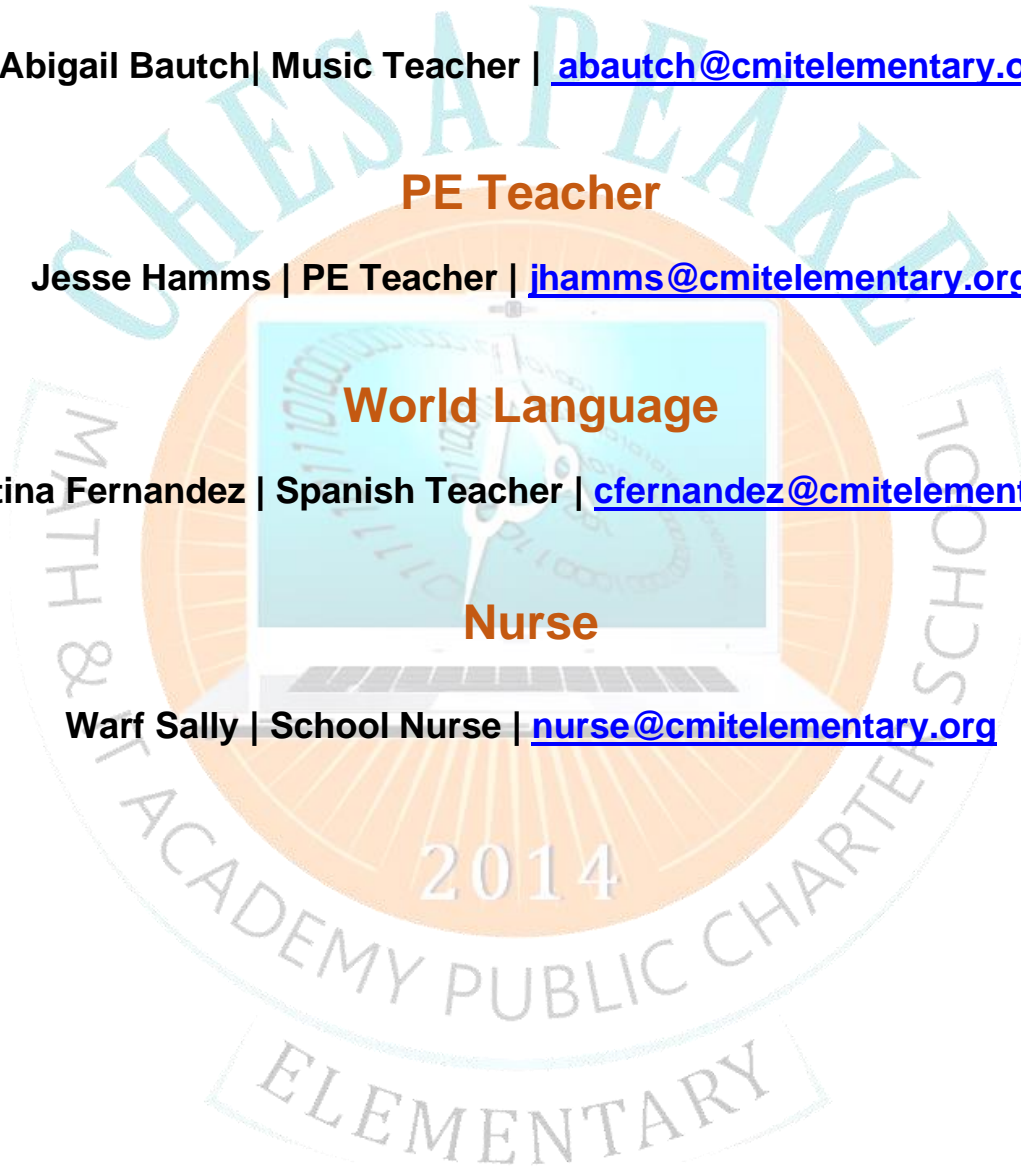 Abigail Bautch| Music Teacher | abautch@cmitelementary.o
PE Teacher
Jesse Hamms | PE Teacher | jhamms@cmitelementary.org
World Language
tina Fernandez | Spanish Teacher | cfernandez@cmitelement
Nurse
Warf Sally | School Nurse | nurse@cmitelementary.org
CHESAPEAKE
MATH & IT ACADEMY PUBLIC CHARTER SCHOOL
2014
ELEMENTARY